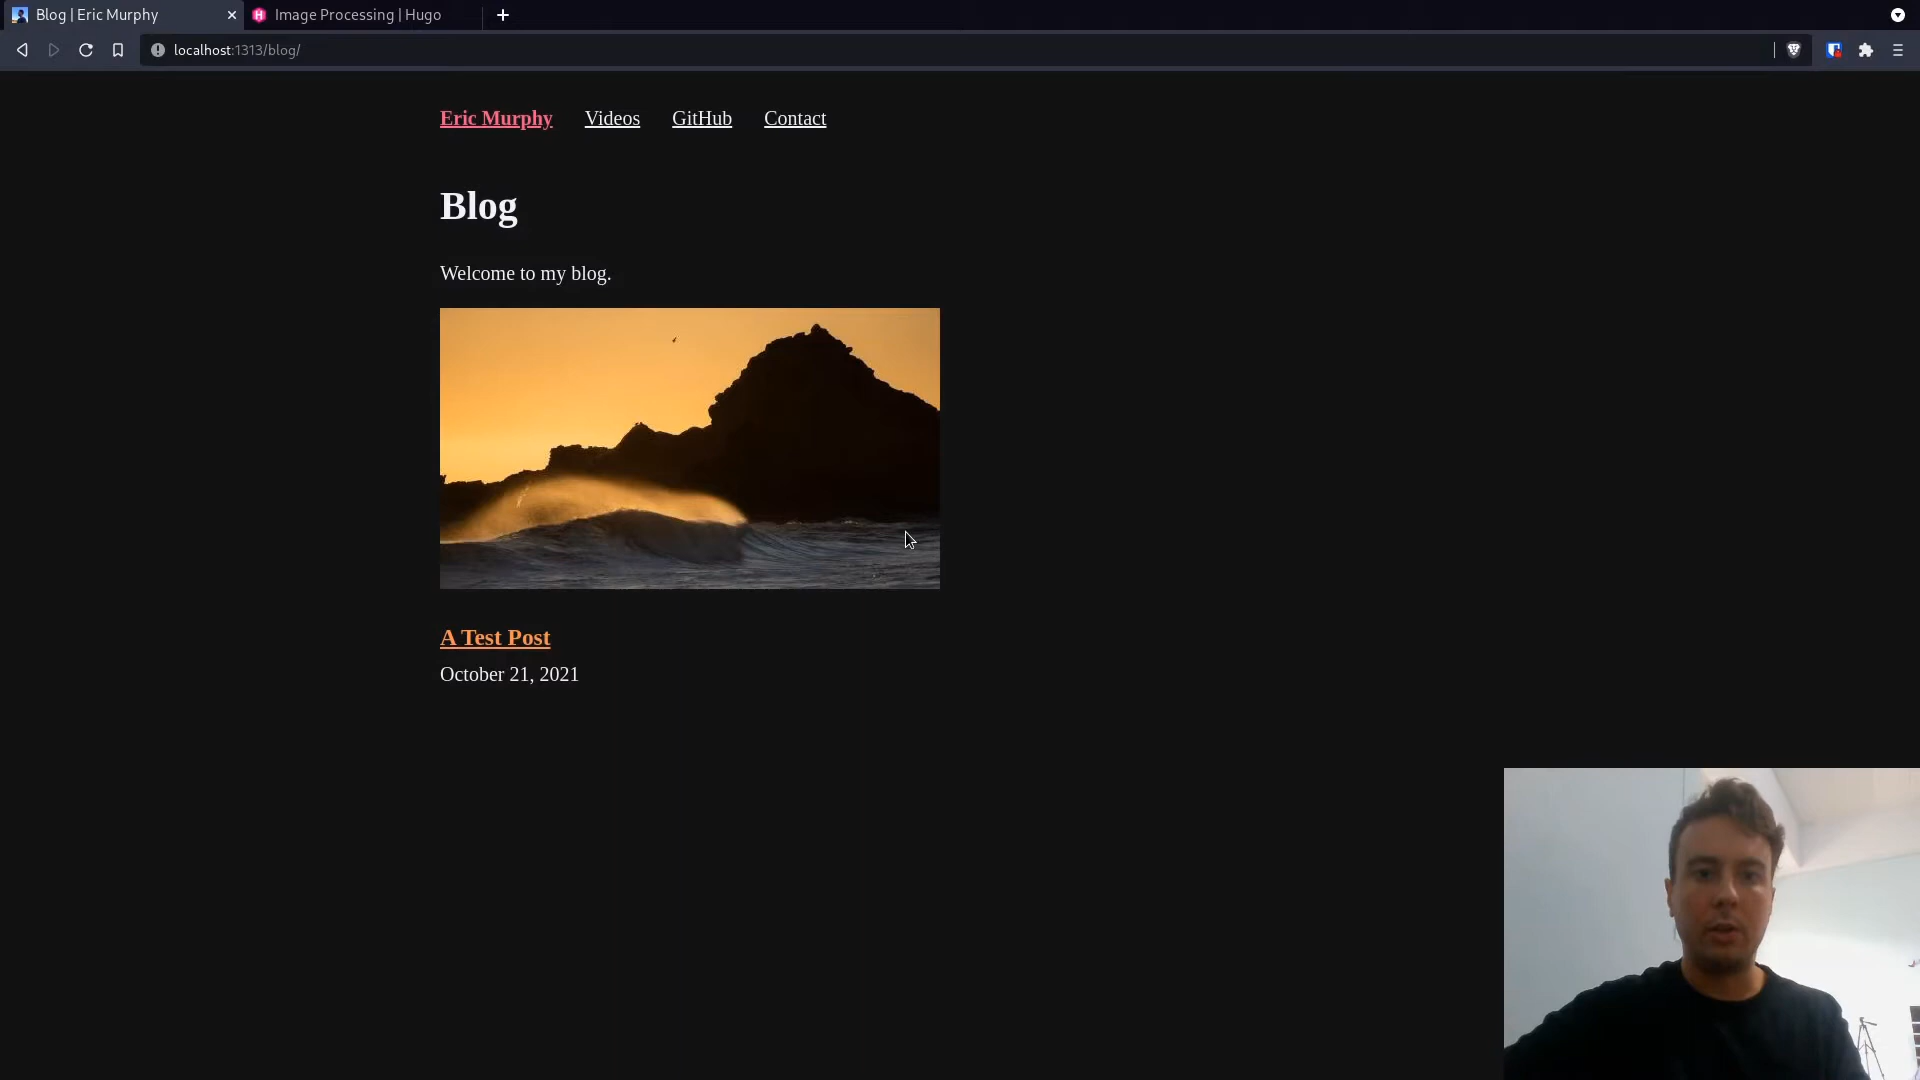 Blog | Eric Murphy
Image Processing | Hugo
localhost:1313/blog/
Eric Murphy Videos GitHub Contact
Blog
Welcome to my blog.
A Test Post
October 21, 2021